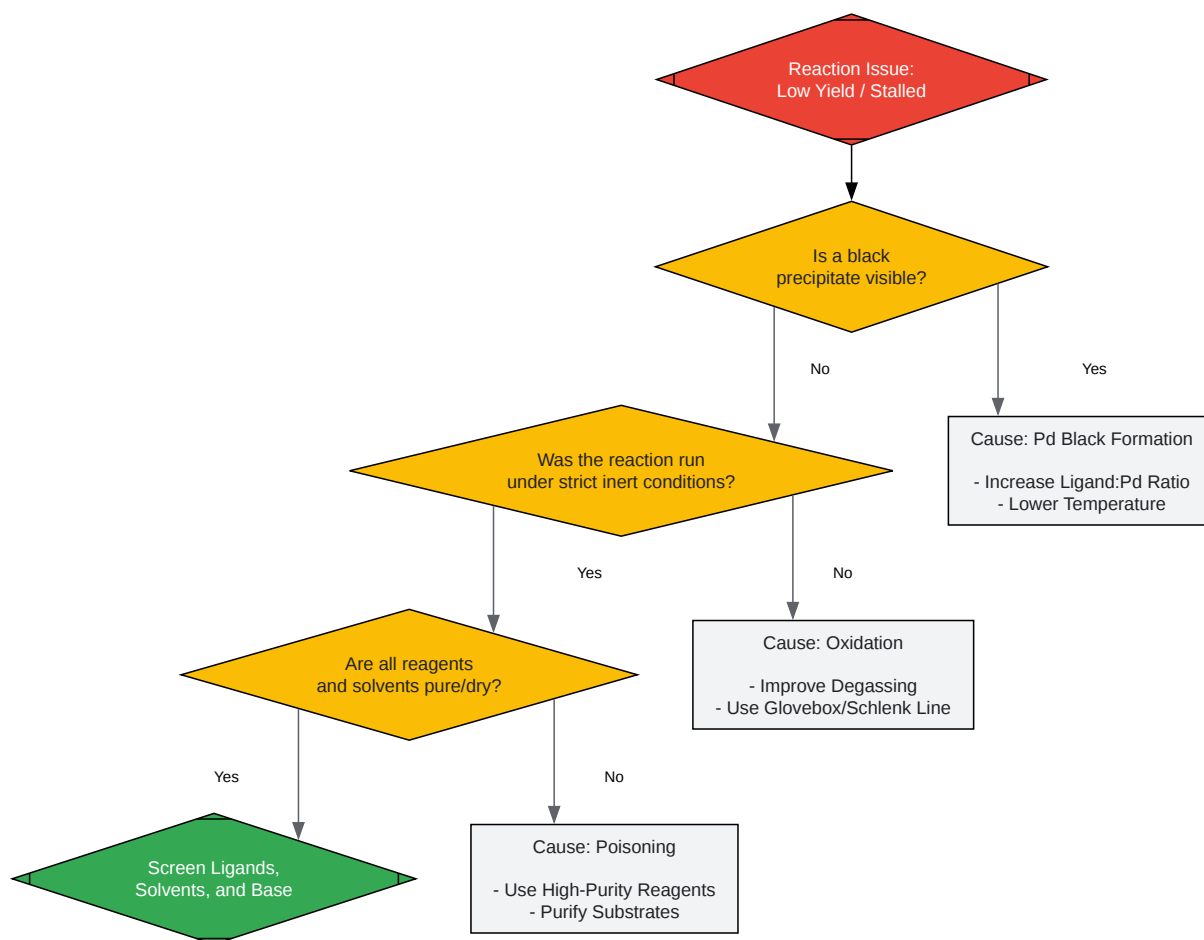 Reaction Issue:
Low Yield / Stalled
Is a black
precipitate visible?
No
Yes
Cause: Pd Black Formation
- Increase Ligand:Pd Ratio
- Lower Temperature
Was the reaction run
under strict inert conditions?
Yes
No
Cause: Oxidation
- Improve Degassing
- Use Glovebox/Schlenk Line
Are all reagents
and solvents pure/dry?
Yes
No
Screen Ligands,
Solvents, and Base
Cause: Poisoning
- Use High-Purity Reagents
- Purify Substrates